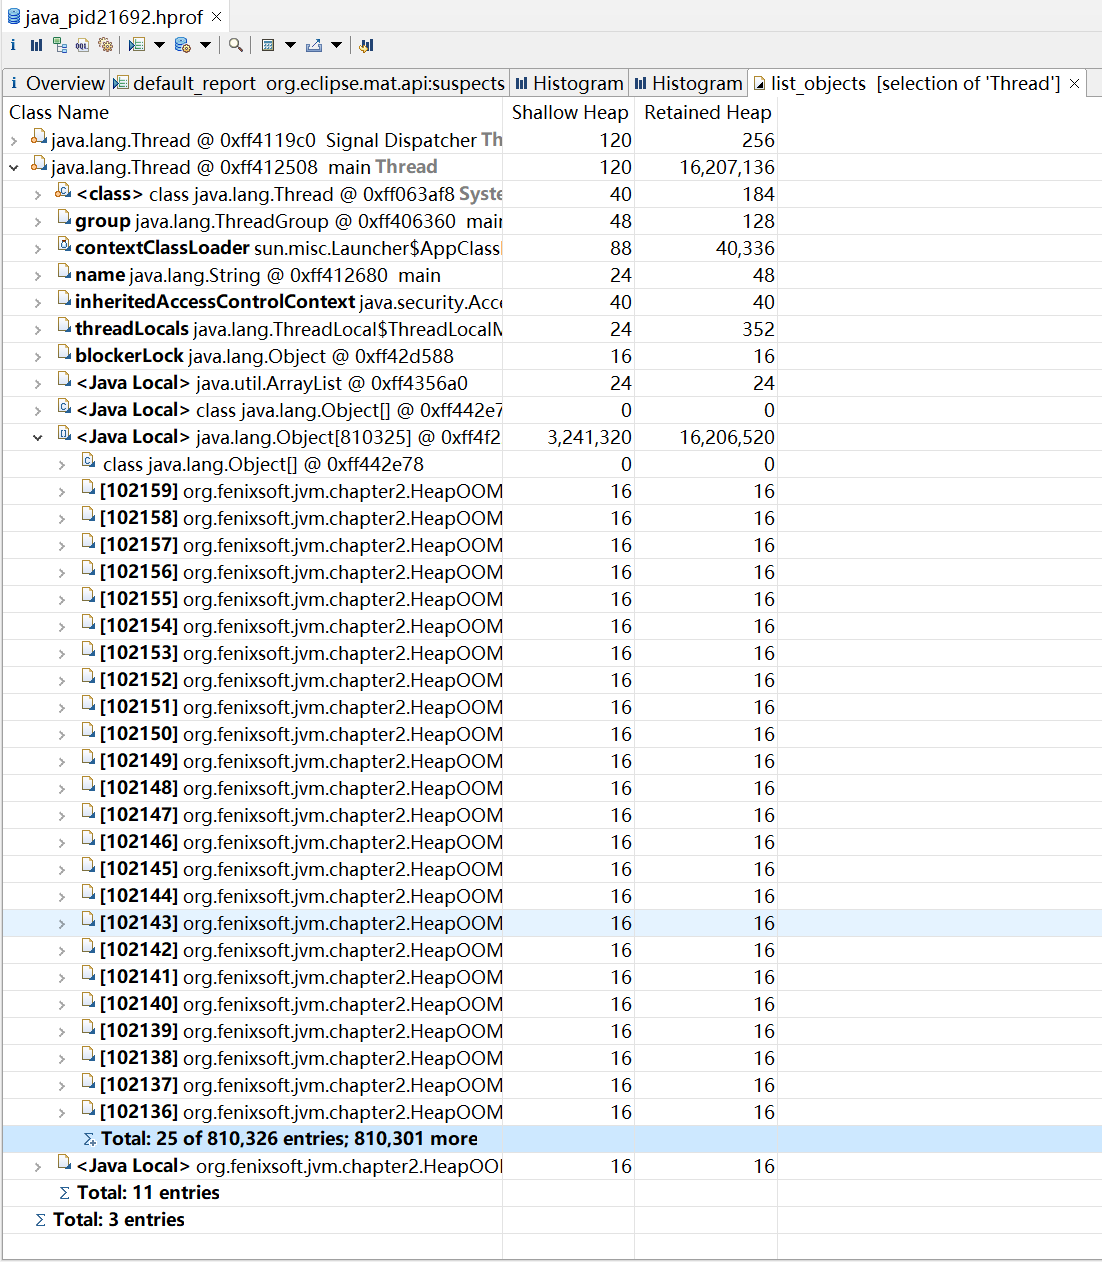 java_pid21692.hprof
i Overview default_report org.eclipse.mat.api:suspects Histogram Histogram list_objects [selection of 'Thread']
Class Name Shallow Heap Retained Heap
java.lang.Thread @ 0xff4119c0 Signal Dispatcher Th 120 256
java.lang.Thread @ 0xff412508 main Thread 120 16,207,136
<class> class java.lang.Thread @ 0xff063af8 Syste 40 184
group java.lang.ThreadGroup @ 0xff406360 main 48 128
contextClassLoader sun.misc.Launcher$AppClassL 88 40,336
name java.lang.String @ 0xff412680 main 24 48
inheritedAccessControlContext java.security.Acce 40 40
threadLocals java.lang.ThreadLocal$ThreadLocalM 24 352
blockerLock java.lang.Object @ 0xff42d588 16 16
<Java Local> java.util.ArrayList @ 0xff4356a0 24 24
<Java Local> class java.lang.Object[] @ 0xff442e7 0 0
<Java Local> java.lang.Object[810325] @ 0xff4f2 3,241,320 16,206,520
class java.lang.Object[] @ 0xff442e78 0 0
[102159] org.fenixsoft.jvm.chapter2.HeapOOM 16 16
[102158] org.fenixsoft.jvm.chapter2.HeapOOM 16 16
[102157] org.fenixsoft.jvm.chapter2.HeapOOM 16 16
[102156] org.fenixsoft.jvm.chapter2.HeapOOM 16 16
[102155] org.fenixsoft.jvm.chapter2.HeapOOM 16 16
[102154] org.fenixsoft.jvm.chapter2.HeapOOM 16 16
[102153] org.fenixsoft.jvm.chapter2.HeapOOM 16 16
[102152] org.fenixsoft.jvm.chapter2.HeapOOM 16 16
[102151] org.fenixsoft.jvm.chapter2.HeapOOM 16 16
[102150] org.fenixsoft.jvm.chapter2.HeapOOM 16 16
[102149] org.fenixsoft.jvm.chapter2.HeapOOM 16 16
[102148] org.fenixsoft.jvm.chapter2.HeapOOM 16 16
[102147] org.fenixsoft.jvm.chapter2.HeapOOM 16 16
[102146] org.fenixsoft.jvm.chapter2.HeapOOM 16 16
[102145] org.fenixsoft.jvm.chapter2.HeapOOM 16 16
[102144] org.fenixsoft.jvm.chapter2.HeapOOM 16 16
[102143] org.fenixsoft.jvm.chapter2.HeapOOM 16 16
[102142] org.fenixsoft.jvm.chapter2.HeapOOM 16 16
[102141] org.fenixsoft.jvm.chapter2.HeapOOM 16 16
[102140] org.fenixsoft.jvm.chapter2.HeapOOM 16 16
[102139] org.fenixsoft.jvm.chapter2.HeapOOM 16 16
[102138] org.fenixsoft.jvm.chapter2.HeapOOM 16 16
[102137] org.fenixsoft.jvm.chapter2.HeapOOM 16 16
[102136] org.fenixsoft.jvm.chapter2.HeapOOM 16 16
Total: 25 of 810,326 entries; 810,301 more
<Java Local> org.fenixsoft.jvm.chapter2.HeapOOI 16 16
Σ Total: 11 entries
Σ Total: 3 entries